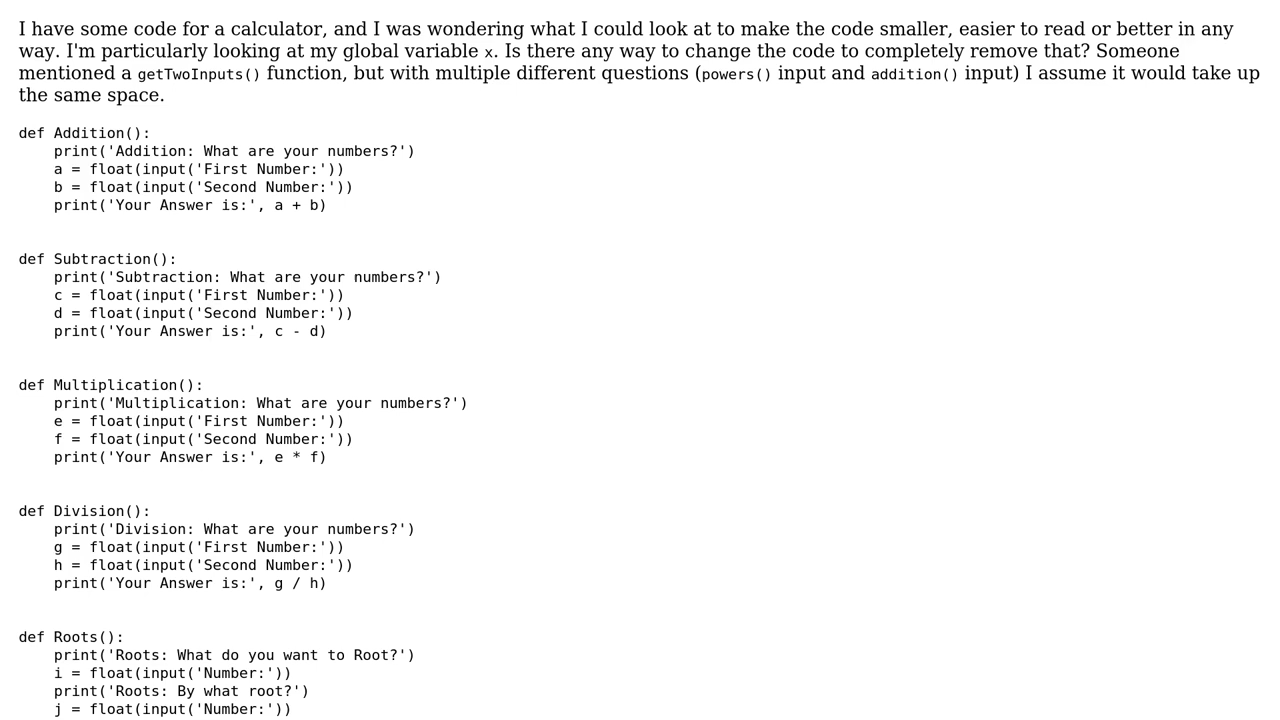 I have some code for a calculator, and I was wondering what I could look at to make the code smaller, easier to read or better in any
way. I'm particularly looking at my global variable x. Is there any way to change the code to completely remove that? Someone
mentioned a getTwoInputs() function, but with multiple different questions (powers() input and addition() input) I assume it would take up
the same space.
def Addition():
    print('Addition: What are your numbers?')
    a = float(input('First Number:'))
    b = float(input('Second Number:'))
    print('Your Answer is:', a + b)
def Subtraction():
    print('Subtraction: What are your numbers?')
    c = float(input('First Number:'))
    d = float(input('Second Number:'))
    print('Your Answer is:', c - d)
def Multiplication():
    print('Multiplication: What are your numbers?')
    e = float(input('First Number:'))
    f = float(input('Second Number:'))
    print('Your Answer is:', e * f)
def Division():
    print('Division: What are your numbers?')
    g = float(input('First Number:'))
    h = float(input('Second Number:'))
    print('Your Answer is:', g / h)
def Roots():
    print('Roots: What do you want to Root?')
    i = float(input('Number:'))
    print('Roots: By what root?')
    j = float(input('Number:'))